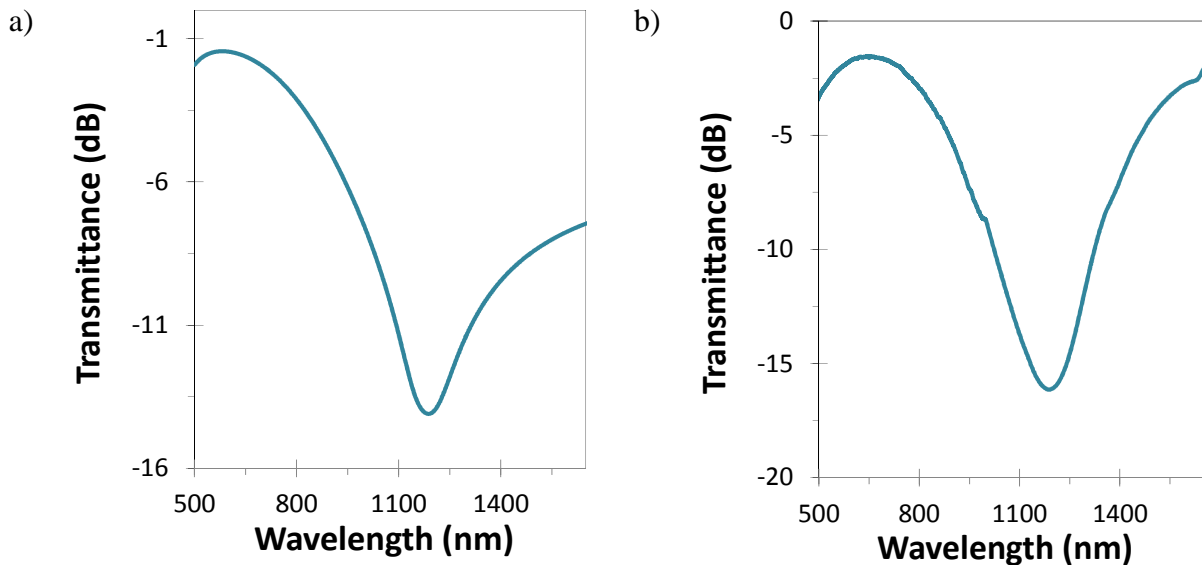 a)
Transmittance (dB)
-1
-6
-11
-16
500 800 1100 1400
Wavelength (nm)
b)
Transmittance (dB)
0
-5
-10
-15
-20
500 800 1100 1400
Wavelength (nm)